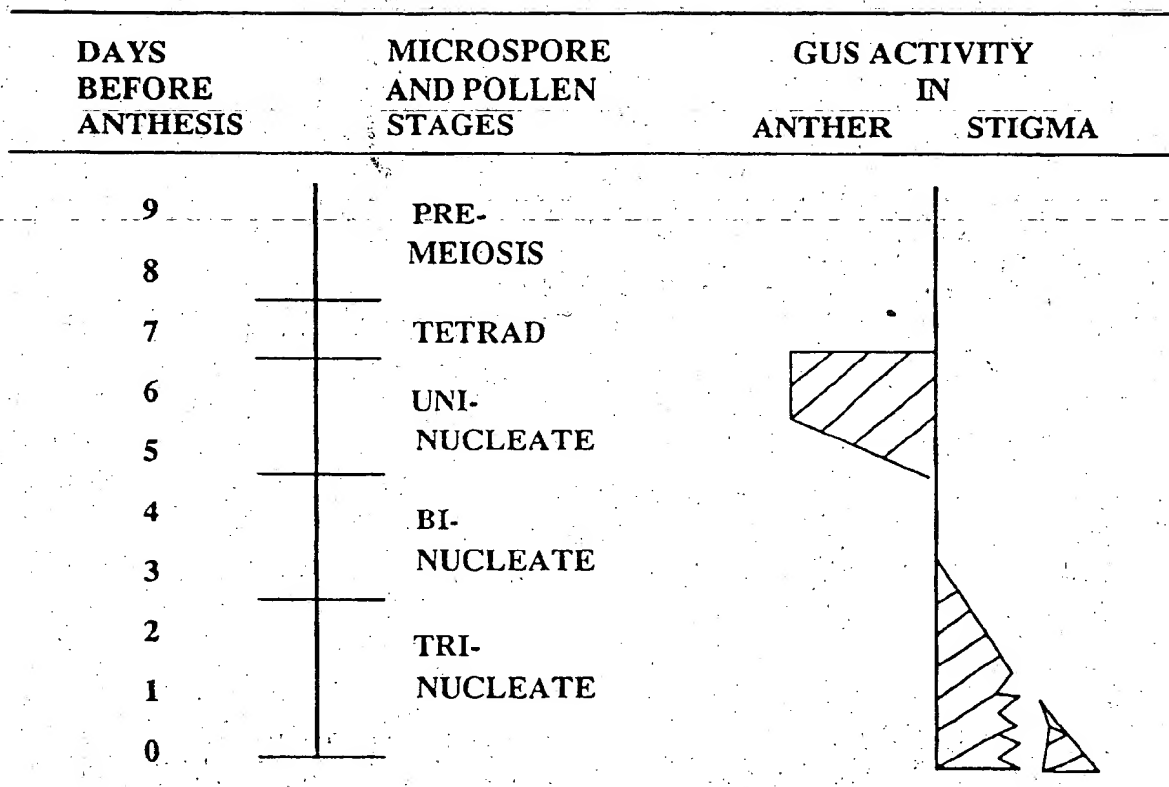 DAYS
BEFORE
ANTHESIS
MICROSPORE
AND POLLEN
STAGES
GUS ACTIVITY
IN
ANTHER STIGMA
9
8
7
6
5
4
3
2
1
0
PRE-
MEIOSIS
TETRAD
UNI-
NUCLEATE
BI-
NUCLEATE
TRI-
NUCLEATE